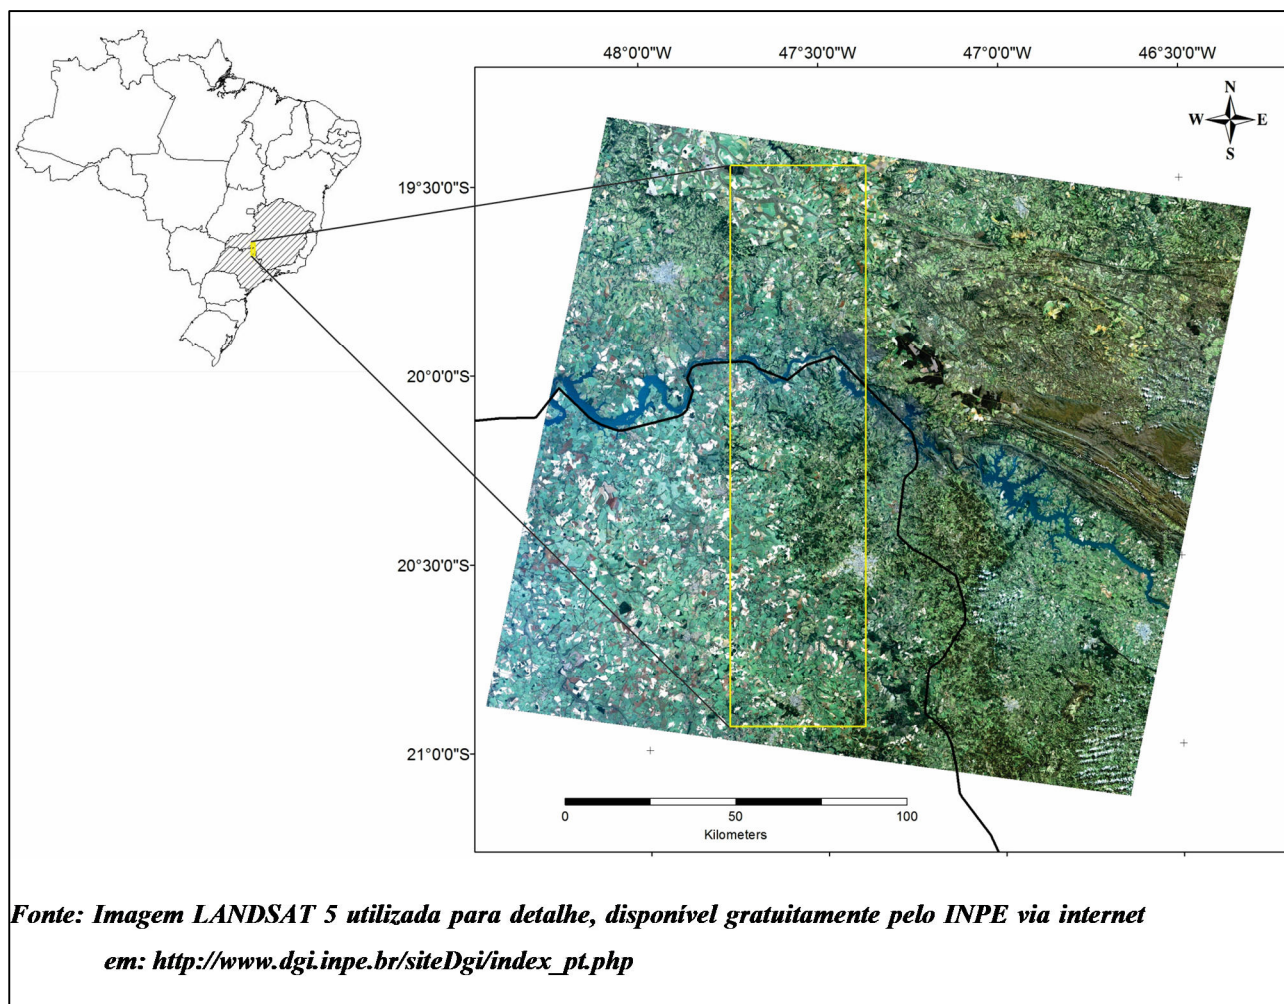 48°0'0"W 47°30'0"W 47°0'0"W 46°30'0"W
N
W E
S
19°30'0"S
20°0'0"S
20°30'0"S
21°0'0"S
0 50 100
Kilometers
Fonte: Imagem LANDSAT 5 utilizada para detalhe, disponível gratuitamente pelo INPE via internet
em: http://www.dgi.inpe.br/siteDgi/index_pt.php